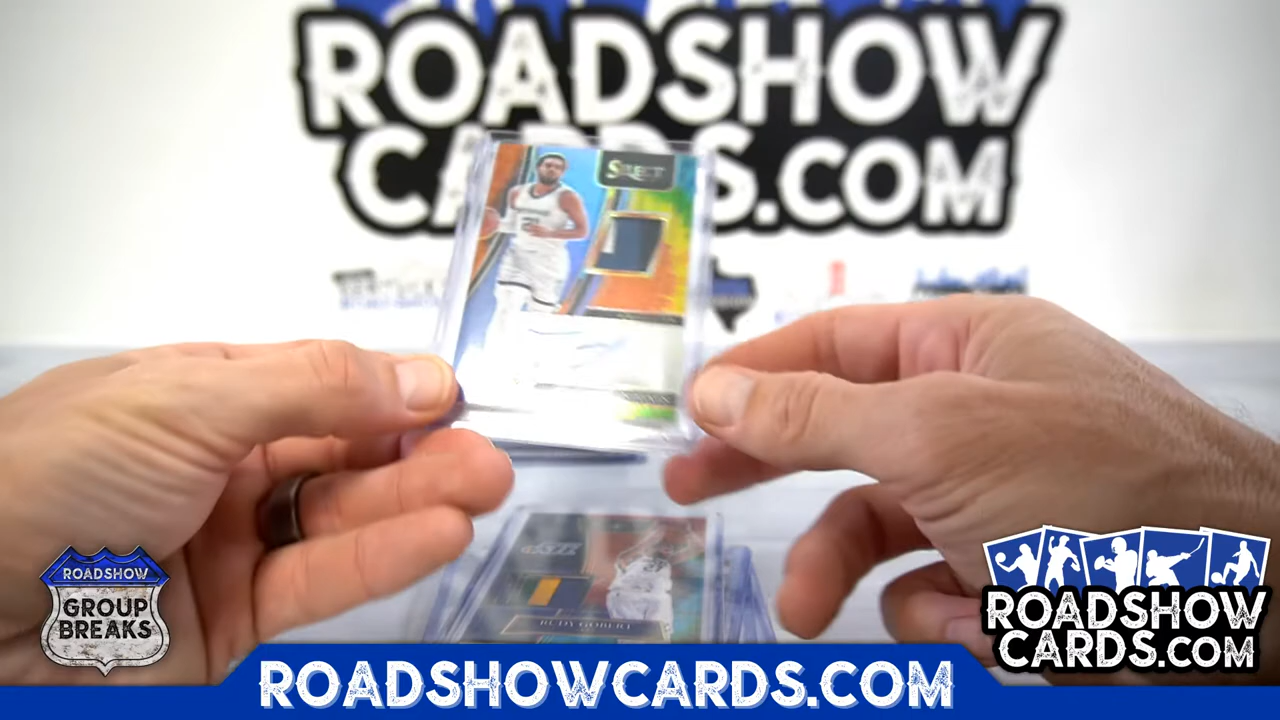 ROADSHOW
CARDS.COM
SELECT
RUDY GOBERT
ROADSHOW
GROUP
BREAKS
ROADSHOW
CARDS.COM
ROADSHOWCARDS.COM